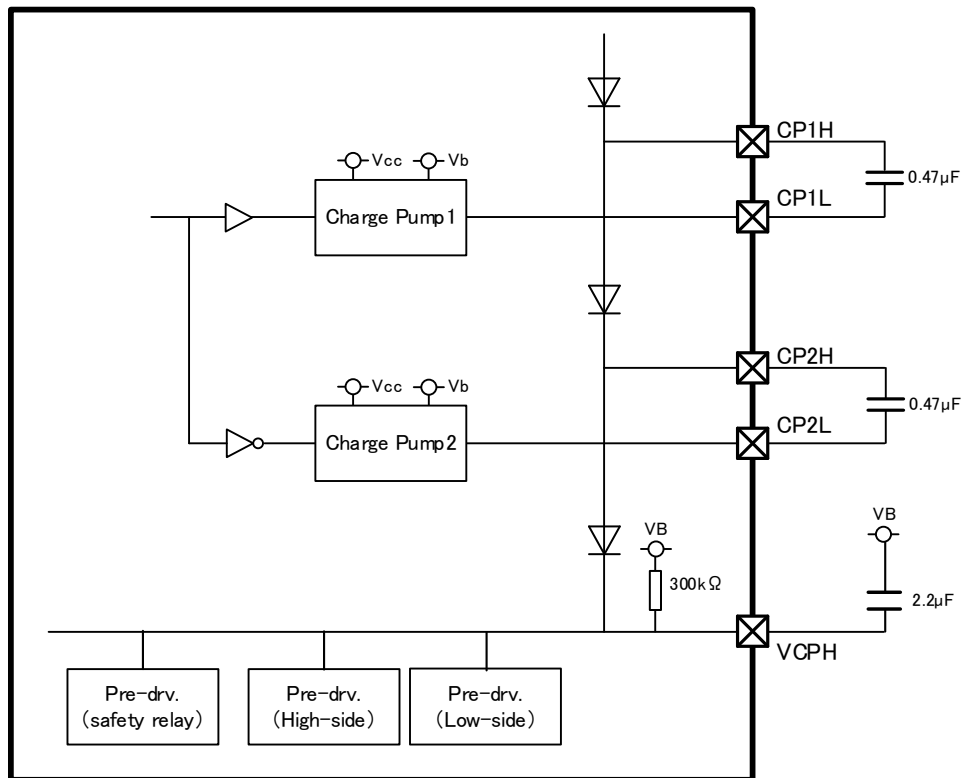 CP1H
Vcc Vb
0.47μF
Charge Pump1
CP1L
CP2H
Vcc Vb
0.47μF
Charge Pump2
CP2L
VB
VB
300kΩ
2.2μF
VCPH
Pre-drv.
(safety relay)
Pre-drv.
(High-side)
Pre-drv.
(Low-side)